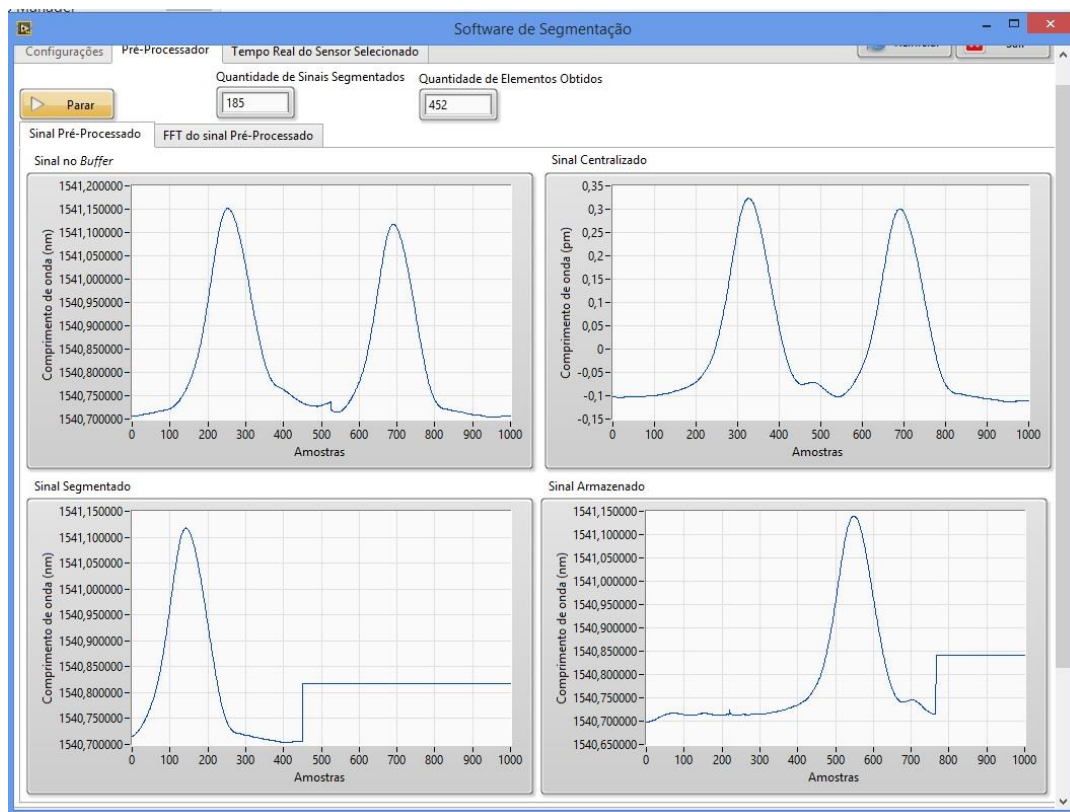 Software de Segmentação
Configurações Pré-Processador Tempo Real do Sensor Selecionado
Quantidade de Sinais Segmentados Quantidade de Elementos Obtidos
Parar 185 452
Sinal Pré-Processado FFT do sinal Pré-Processado
Sinal no Buffer
1541,200000
1541,150000
1541,100000
1541,050000
1541,000000
1540,950000
1540,900000
1540,850000
1540,800000
1540,750000
1540,700000
Comprimento de onda (nm)
0 100 200 300 400 500 600 700 800 900 1000
Amostras
Sinal Centralizado
0,35
0,3
0,25
0,2
0,15
0,1
0,05
0
-0,05
-0,1
-0,15
Comprimento de onda (pm)
0 100 200 300 400 500 600 700 800 900 1000
Amostras
Sinal Segmentado
1541,150000
1541,100000
1541,050000
1541,000000
1540,950000
1540,900000
1540,850000
1540,800000
1540,750000
1540,700000
Comprimento de onda (nm)
0 100 200 300 400 500 600 700 800 900 1000
Amostras
Sinal Armazenado
1541,150000
1541,100000
1541,050000
1541,000000
1540,950000
1540,900000
1540,850000
1540,800000
1540,750000
1540,700000
1540,650000
Comprimento de onda (nm)
0 100 200 300 400 500 600 700 800 900 1000
Amostras